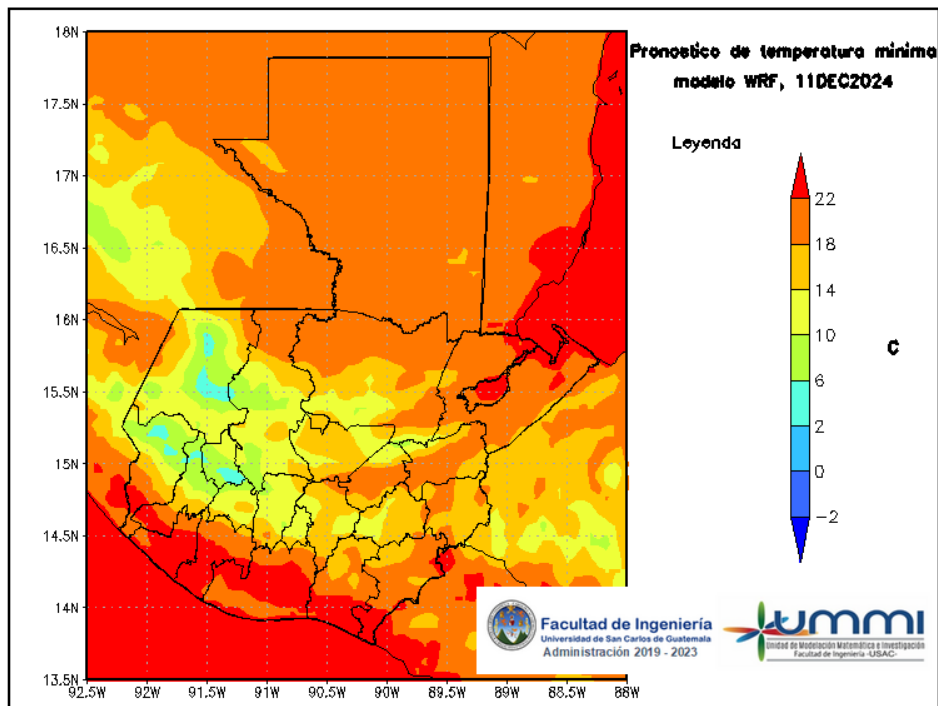 Pronostico de temperatura minima
modelo WRF, 11DEC2024
Leyenda
22
18
14
10
6
2
0
−2
C
18N
17.5N
17N
16.5N
16N
15.5N
15N
14.5N
14N
13.5N
92.5W 92W 91.5W 91W 90.5W 90W 89.5W 89W 88.5W 88W
Facultad de Ingeniería
Universidad de San Carlos de Guatemala
Administración 2019 - 2023
ummi
Unidad de Modelación Matemática e Investigación
Facultad de Ingeniería -USAC-